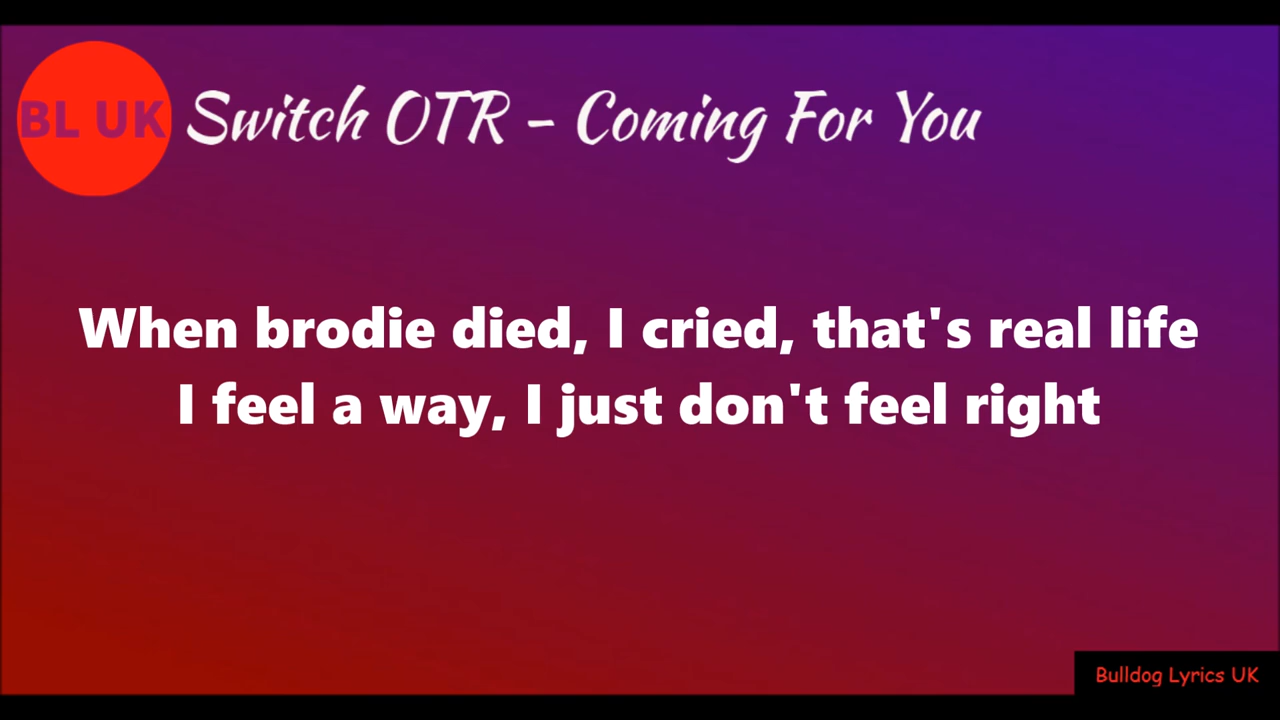 BL UK
Switch OTR - Coming For You
When brodie died, I cried, that's real life
I feel a way, I just don't feel right
Bulldog Lyrics UK